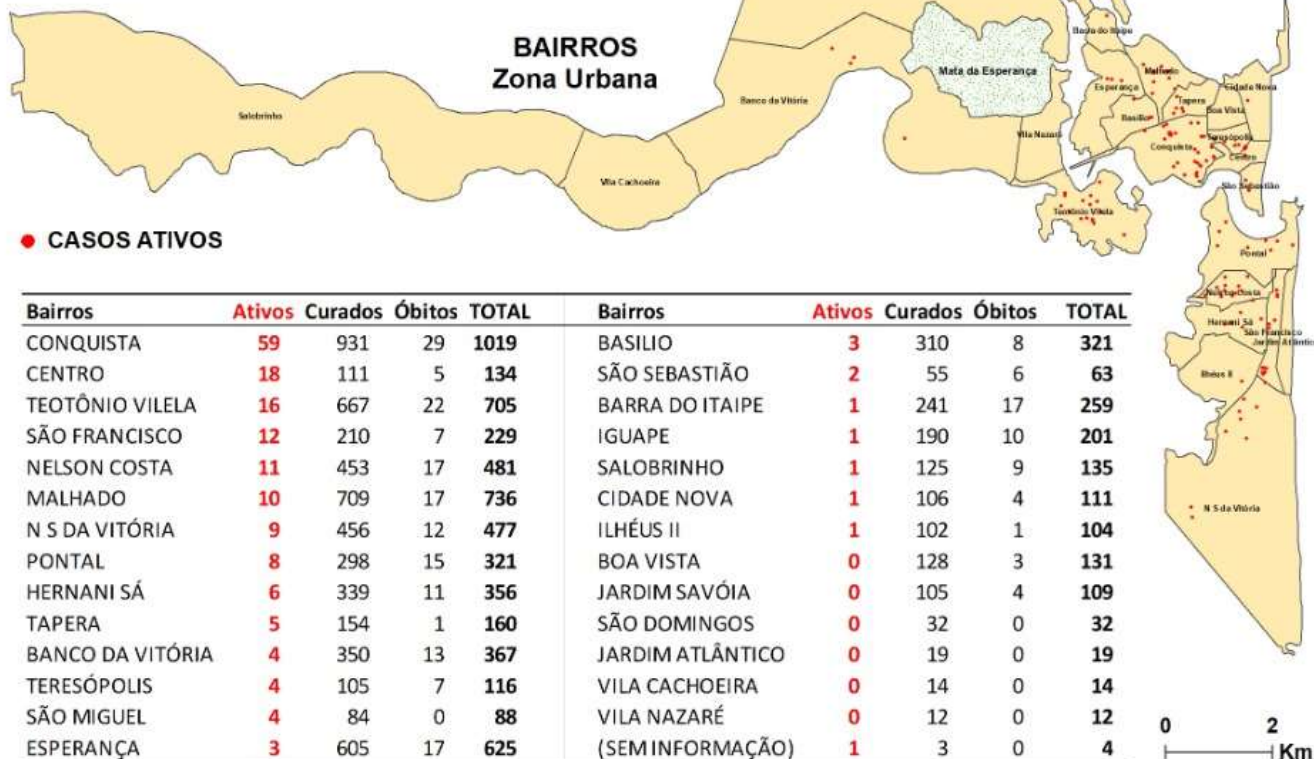 BAIRROS
Zona Urbana
Barra do Itaipe
Mata da Esperança
Malhado
Esperança
Cidade Nova
Tapera
Boa Vista
Banco da Vitória
Salobrinho
Basílio
Vila Nazaré
Teresópolis
Conquista
Centro
Vila Cachoeira
São Sebastião
Teotônio Vilela
CASOS ATIVOS
Pontal
Nelson Costa
Hernani Sá
São Francisco
Jardim Atlântico
Ilhéus II
N S da Vitória
Bairros Ativos Curados Óbitos TOTAL
CONQUISTA 59 931 29 1019
CENTRO 18 111 5 134
TEOTÔNIO VILELA 16 667 22 705
SÃO FRANCISCO 12 210 7 229
NELSON COSTA 11 453 17 481
MALHADO 10 709 17 736
N S DA VITÓRIA 9 456 12 477
PONTAL 8 298 15 321
HERNANI SÁ 6 339 11 356
TAPERA 5 154 1 160
BANCO DA VITÓRIA 4 350 13 367
TERESÓPOLIS 4 105 7 116
SÃO MIGUEL 4 84 0 88
ESPERANÇA 3 605 17 625
Bairros Ativos Curados Óbitos TOTAL
BASILIO 3 310 8 321
SÃO SEBASTIÃO 2 55 6 63
BARRA DO ITAIPE 1 241 17 259
IGUAPE 1 190 10 201
SALOBRINHO 1 125 9 135
CIDADE NOVA 1 106 4 111
ILHÉUS II 1 102 1 104
BOA VISTA 0 128 3 131
JARDIM SAVÓIA 0 105 4 109
SÃO DOMINGOS 0 32 0 32
JARDIM ATLÂNTICO 0 19 0 19
VILA CACHOEIRA 0 14 0 14
VILA NAZARÉ 0 12 0 12
(SEM INFORMAÇÃO) 1 3 0 4
0 2
Km